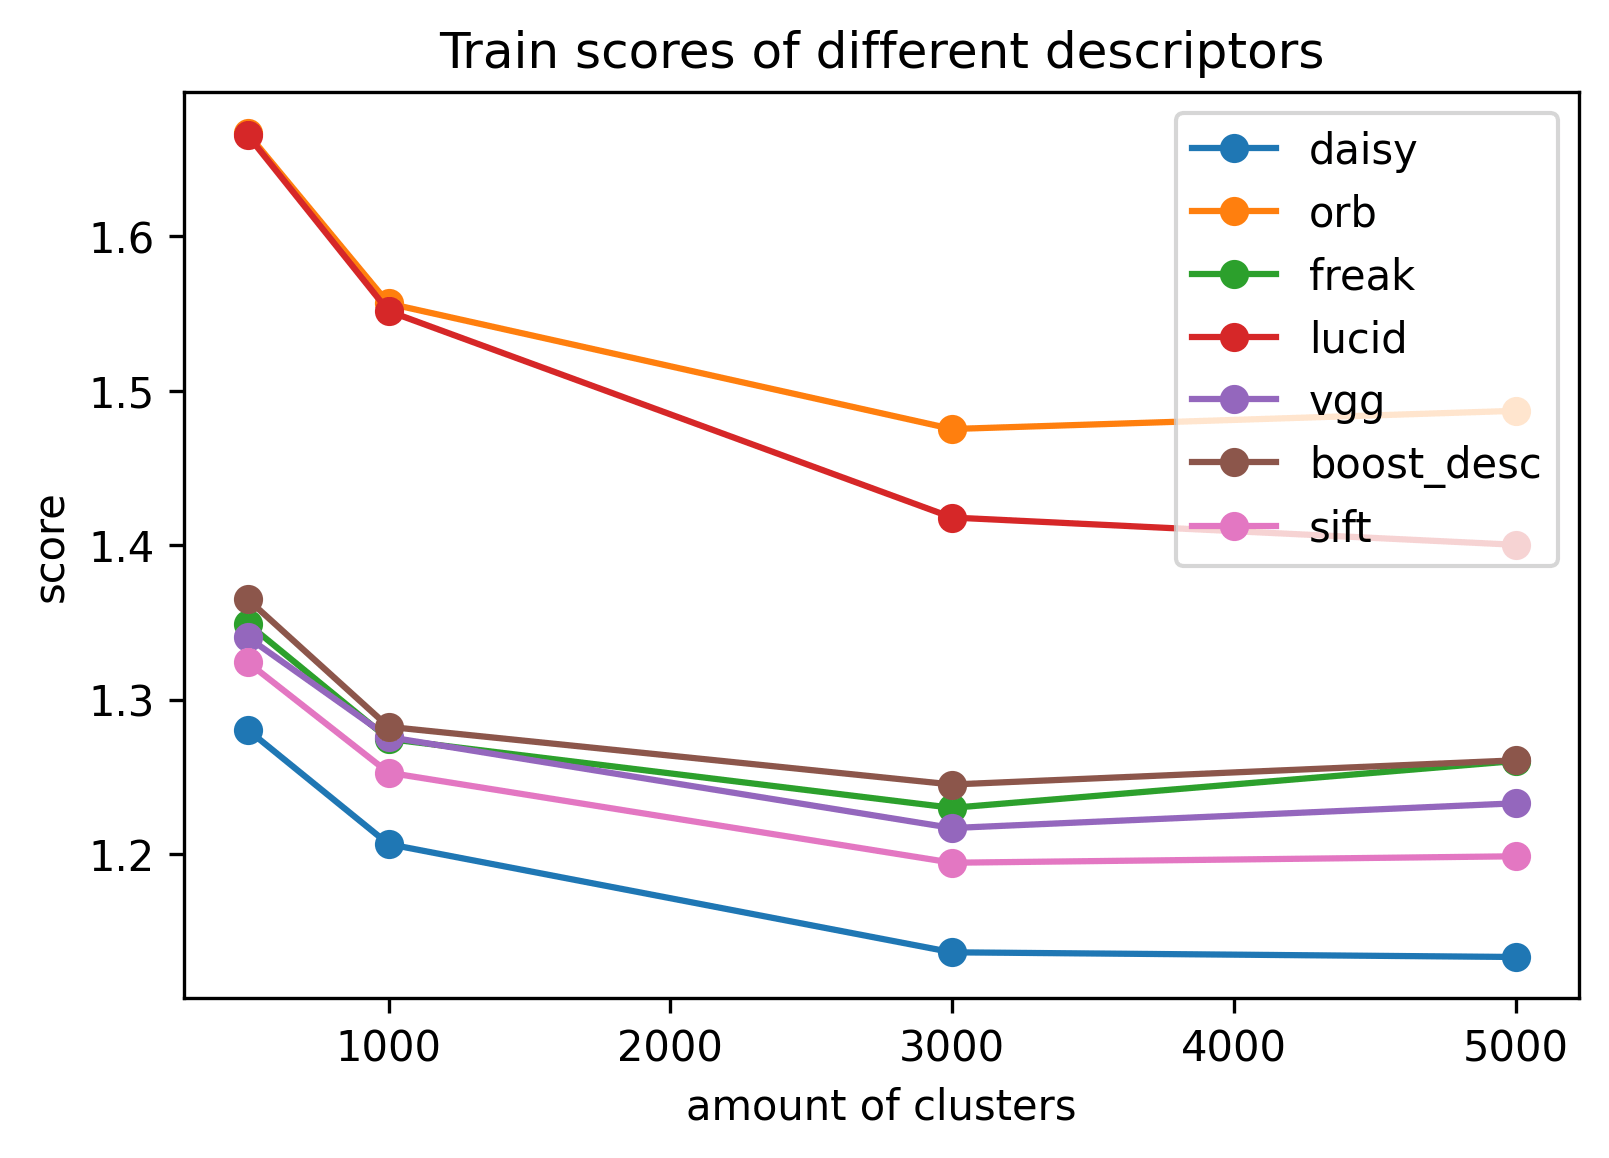 Train scores of different descriptors
daisy
orb
freak
lucid
vgg
boost_desc
sift
score
1.6
1.5
1.4
1.3
1.2
1000 2000 3000 4000 5000
amount of clusters